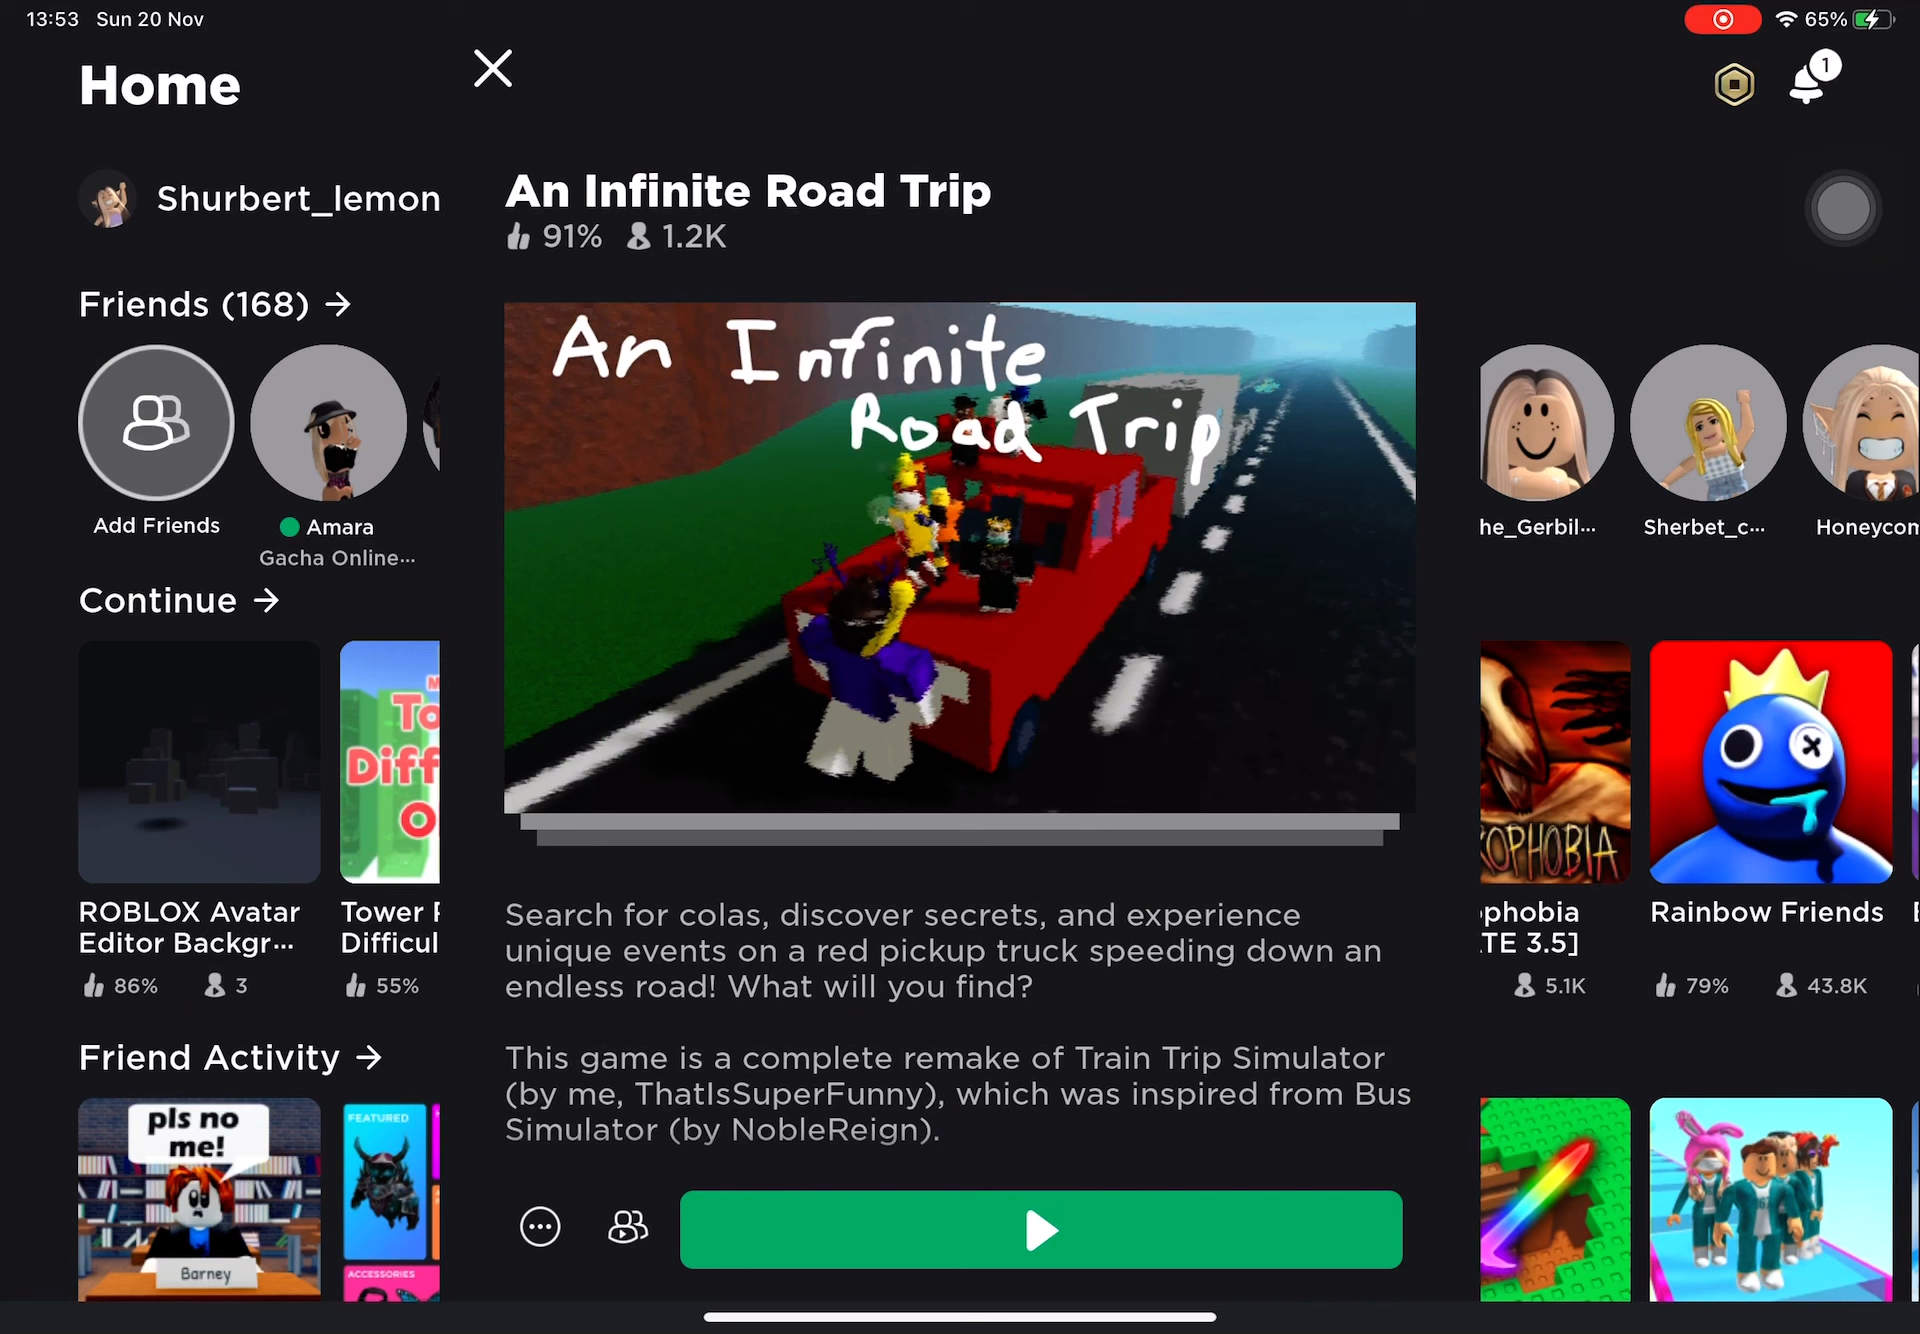 13:53 Sun 20 Nov
65%
Home
1
Shurbert_lemon
An Infinite Road Trip
91% 1.2K
Friends (168) →
An Infinite
Road Trip
Add Friends
Amara
Gacha Online...
he_Gerbil...
Sherbet_c...
Honeycom
Continue →
To
Diff
O
OPHOBIA
ROBLOX Avatar
Editor Backgr...
86% 3
Tower
Difficul
55%
phobia
TE 3.5]
5.1K
Rainbow Friends
79% 43.8K
Search for colas, discover secrets, and experience
unique events on a red pickup truck speeding down an
endless road! What will you find?
This game is a complete remake of Train Trip Simulator
(by me, ThatIsSuperFunny), which was inspired from Bus
Simulator (by NobleReign).
Friend Activity →
pls no
me!
Barney
FEATURED
ACCESSORIES